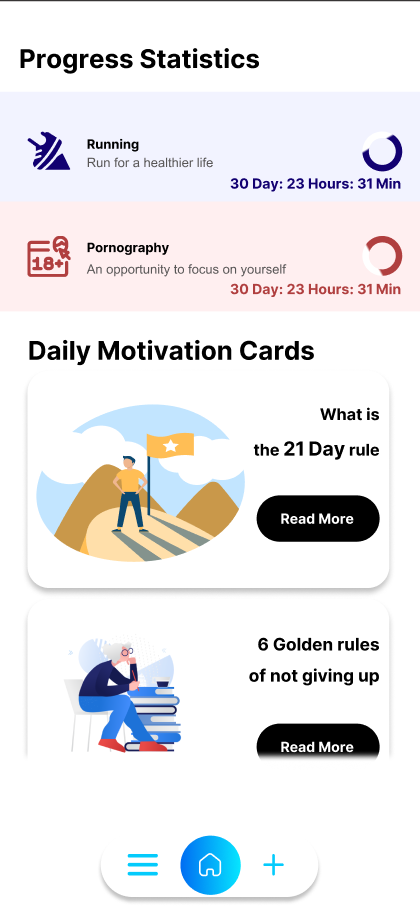 Progress Statistics
Running
Run for a healthier life
30 Day: 23 Hours: 31 Min
Pornography
18+
An opportunity to focus on yourself
30 Day: 23 Hours: 31 Min
Daily Motivation Cards
What is
the 21 Day rule
Read More
6 Golden rules
of not giving up
Read More